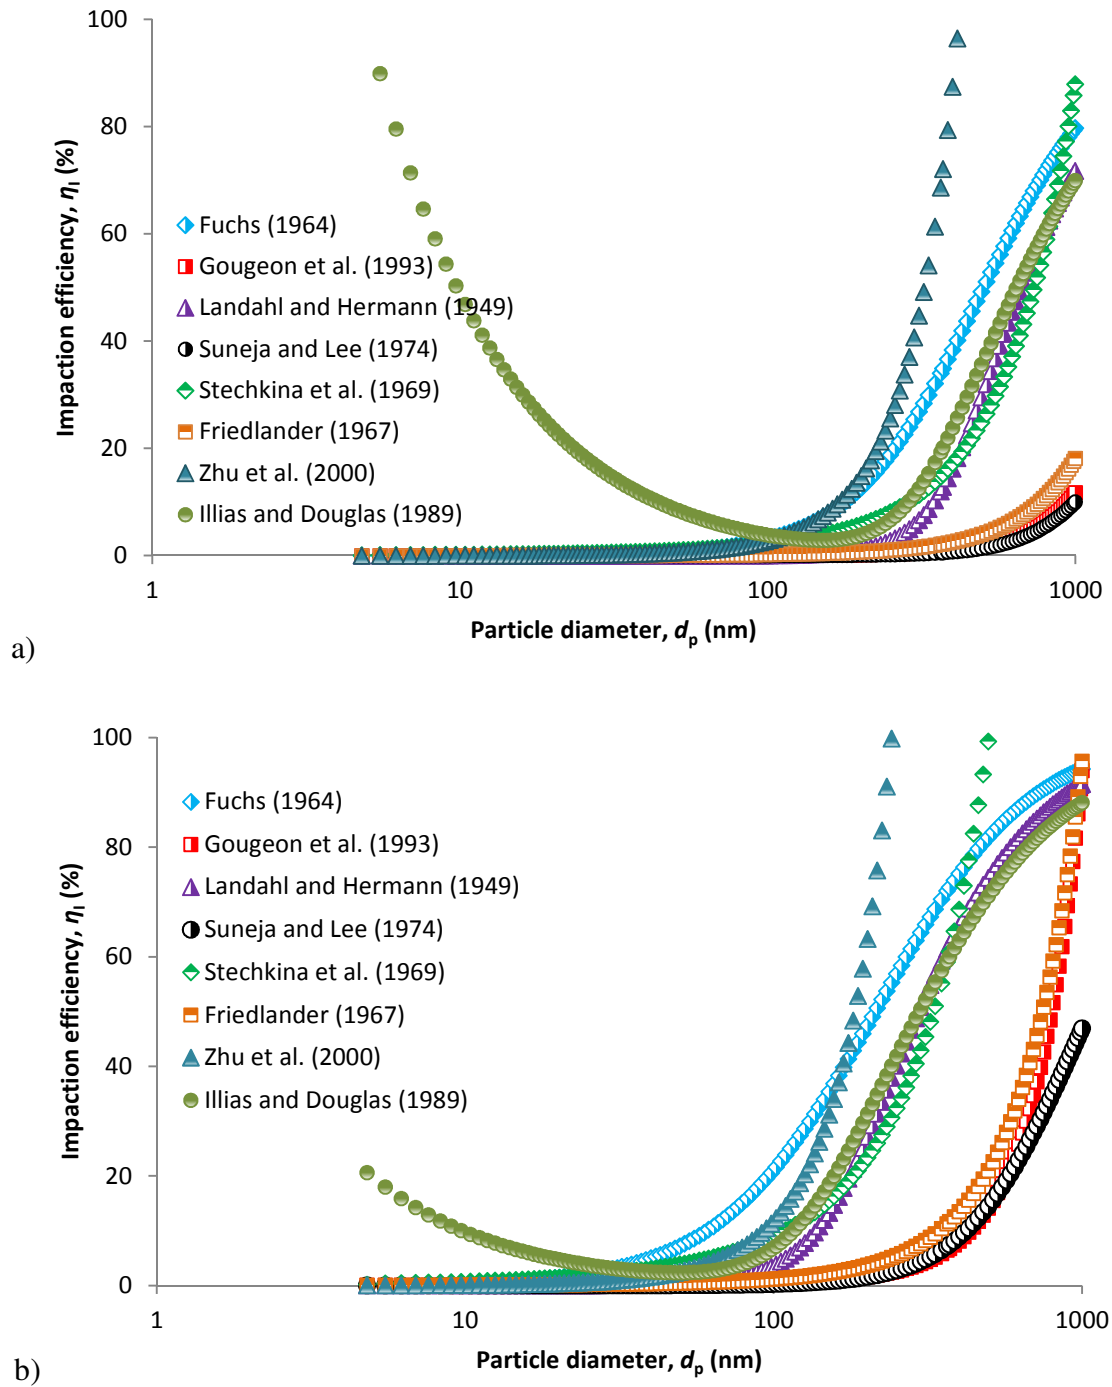 100
80
60
40
20
0
Impaction efficiency, ηI (%)
Fuchs (1964)
Gougeon et al. (1993)
Landahl and Hermann (1949)
Suneja and Lee (1974)
Stechkina et al. (1969)
Friedlander (1967)
Zhu et al. (2000)
Illias and Douglas (1989)
1 10 100 1000
Particle diameter, dp (nm)
a)
100
80
60
40
20
0
Impaction efficiency, ηI (%)
Fuchs (1964)
Gougeon et al. (1993)
Landahl and Hermann (1949)
Suneja and Lee (1974)
Stechkina et al. (1969)
Friedlander (1967)
Zhu et al. (2000)
Illias and Douglas (1989)
1 10 100 1000
Particle diameter, dp (nm)
b)